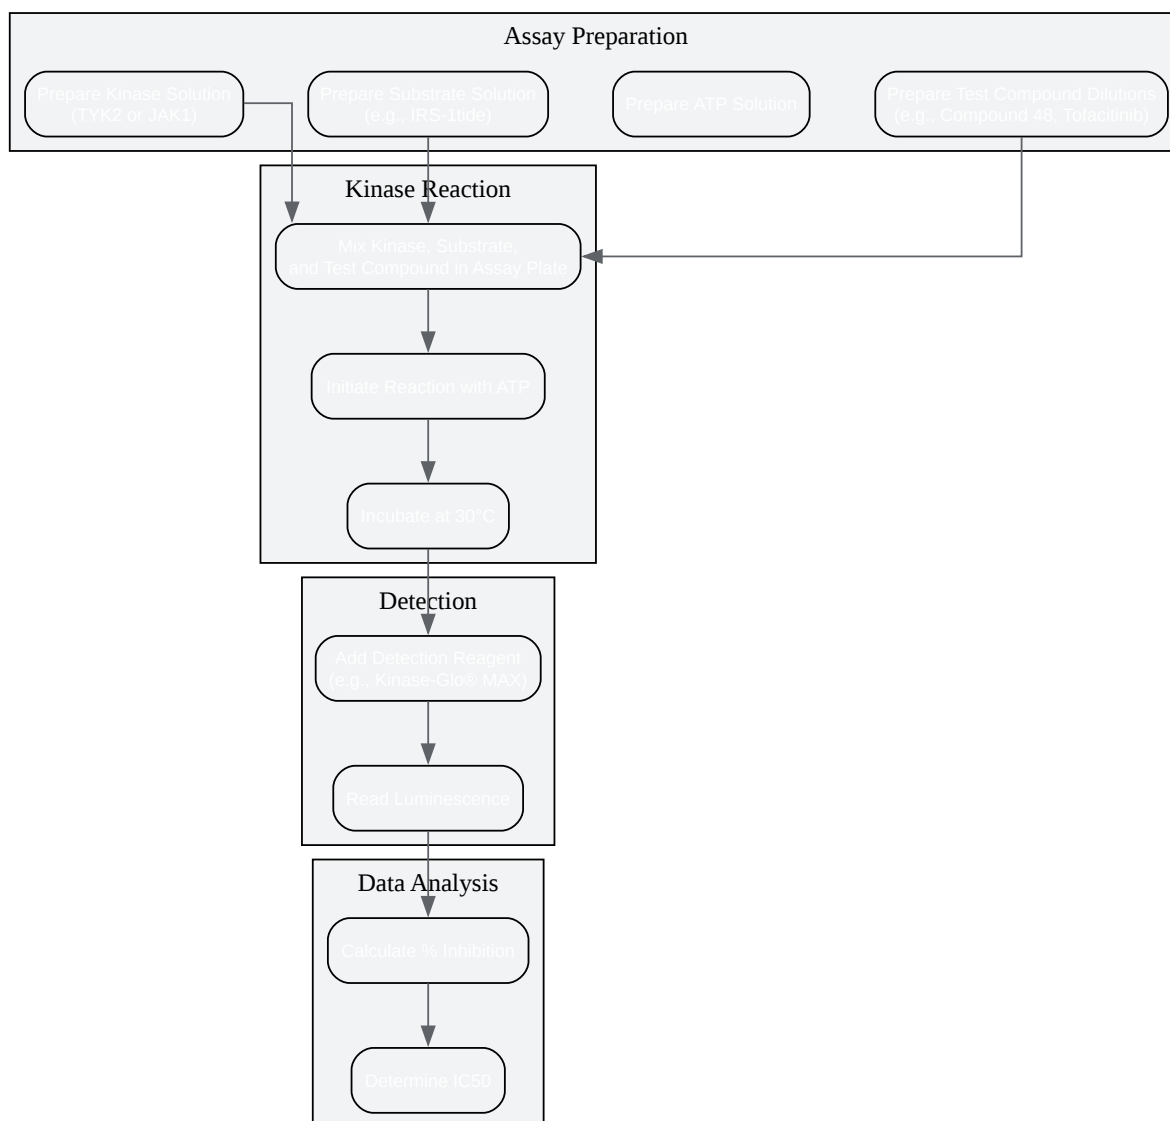 Assay Preparation
Prepare Kinase Solution
(TYK2 or JAK1)
Prepare Substrate Solution
(e.g., IRS-1tide)
Prepare ATP Solution
Prepare Test Compound Dilutions
(e.g., Compound 48, Tofacitinib)
Kinase Reaction
Mix Kinase, Substrate,
and Test Compound in Assay Plate
Initiate Reaction with ATP
Incubate at 30°C
Detection
Add Detection Reagent
(e.g., Kinase-Glo® MAX)
Read Luminescence
Data Analysis
Calculate % Inhibition
Determine IC50